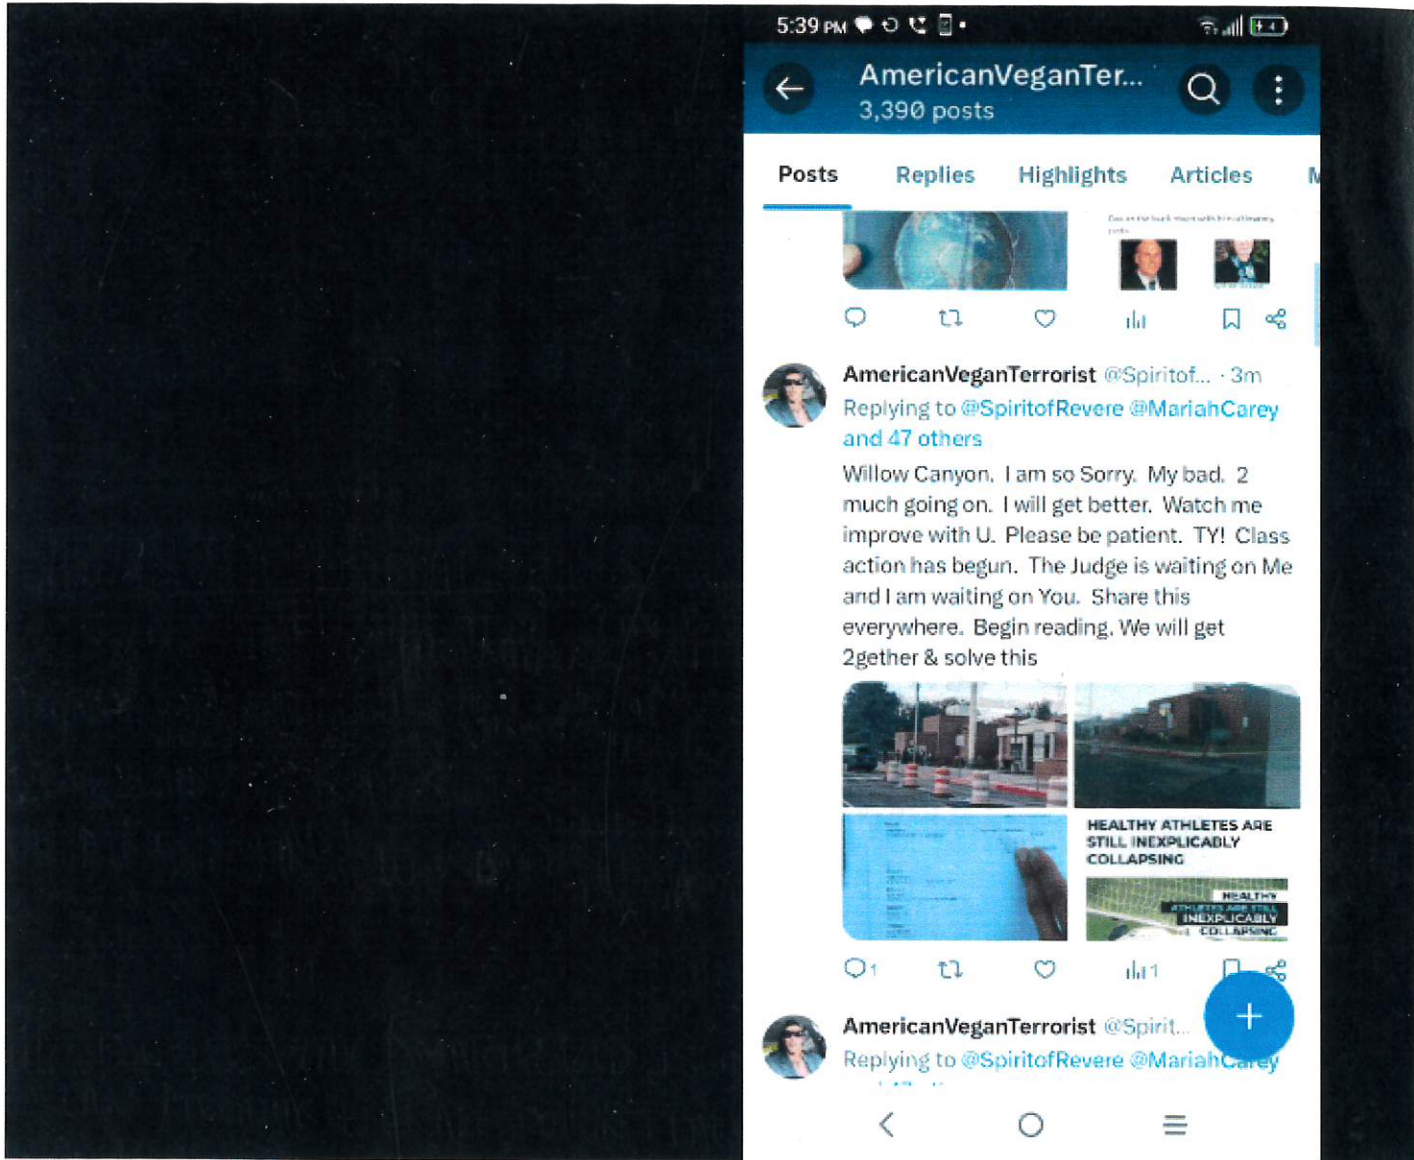 5:39 PM
AmericanVeganTer...
3,390 posts
Posts Replies Highlights Articles M
AmericanVeganTerrorist @Spiritof... · 3m
Replying to @SpiritofRevere @MariahCarey
and 47 others
Willow Canyon. I am so Sorry. My bad. 2
much going on. I will get better. Watch me
improve with U. Please be patient. TY! Class
action has begun. The Judge is waiting on Me
and I am waiting on You. Share this
everywhere. Begin reading. We will get
2gether & solve this
HEALTHY ATHLETES ARE
STILL INEXPLICABLY
COLLAPSING
HEALTHY
ATHLETES ARE STILL
INEXPLICABLY
COLLAPSING
1 1
AmericanVeganTerrorist @Spirit...
Replying to @SpiritofRevere @MariahCarey